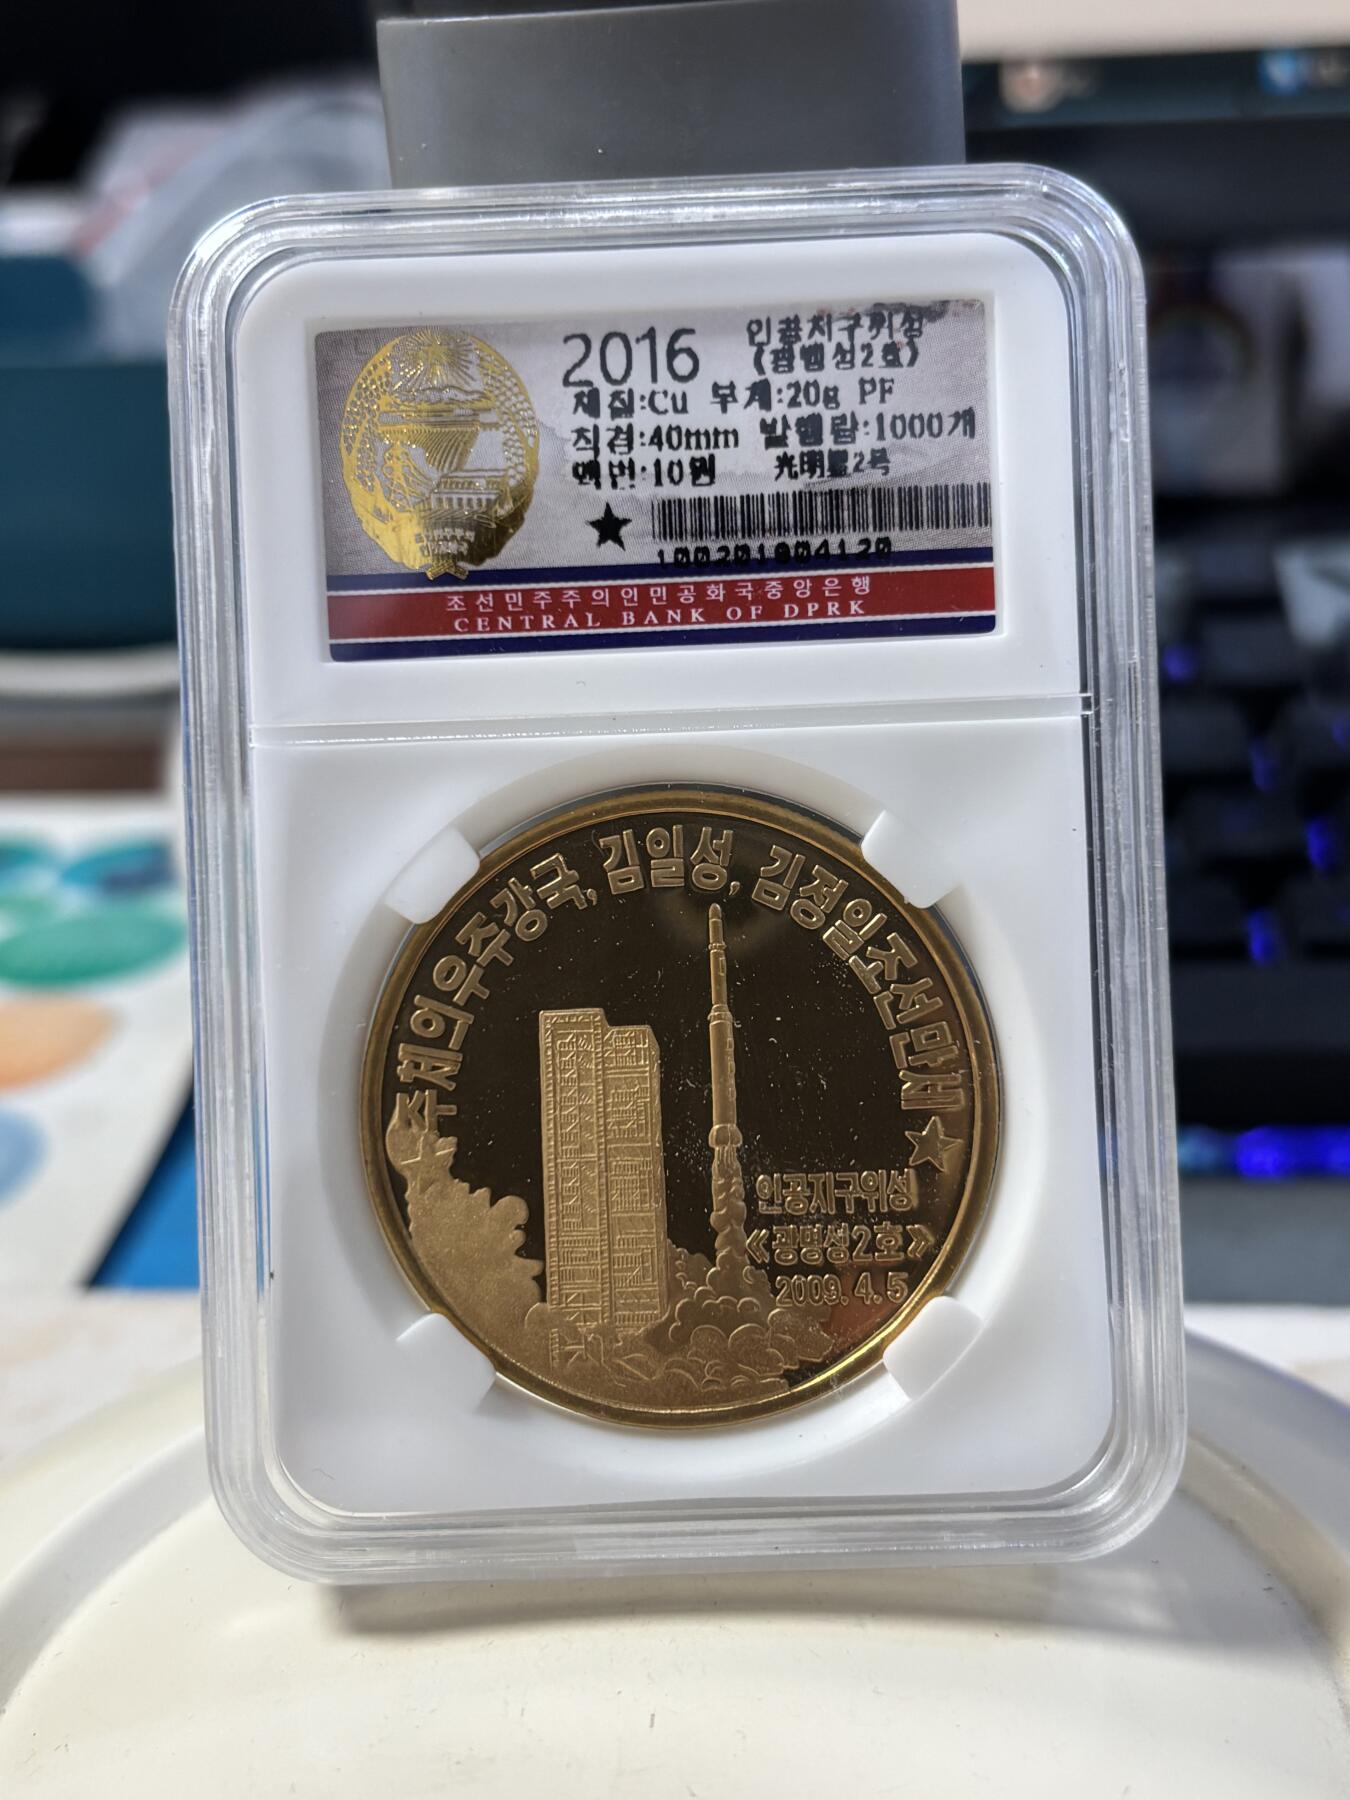 2016
인공지구위성
(광명성2호)
재질:Cu 무게:20g PF
직경:40mm 발행량:1000개
액면:10원 光明星2号
100201804120
조선민주주의인민공화국중앙은행
CENTRAL BANK OF DPRK
주체의우주강국, 김일성, 김정일조선만세
인공지구위성
《광명성2호》
2009.4.5